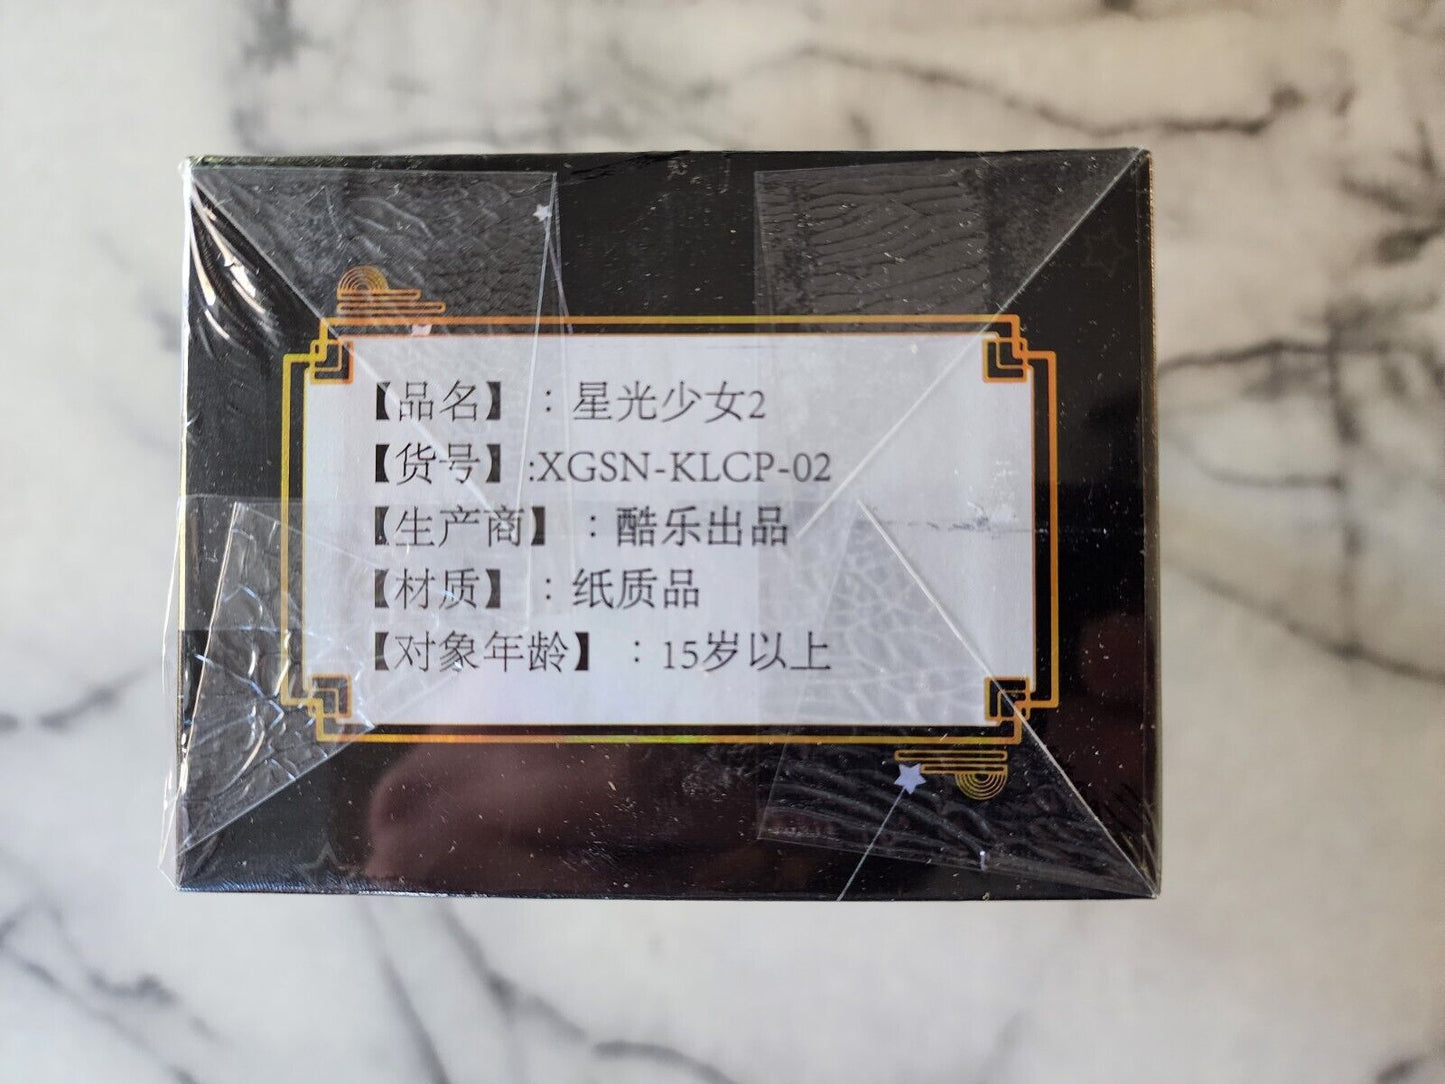 【品名】：星光少女2
【货号】:XGSN-KLCP-02
【生产商】：酷乐出品
【材质】：纸质品
【对象年龄】：15岁以上